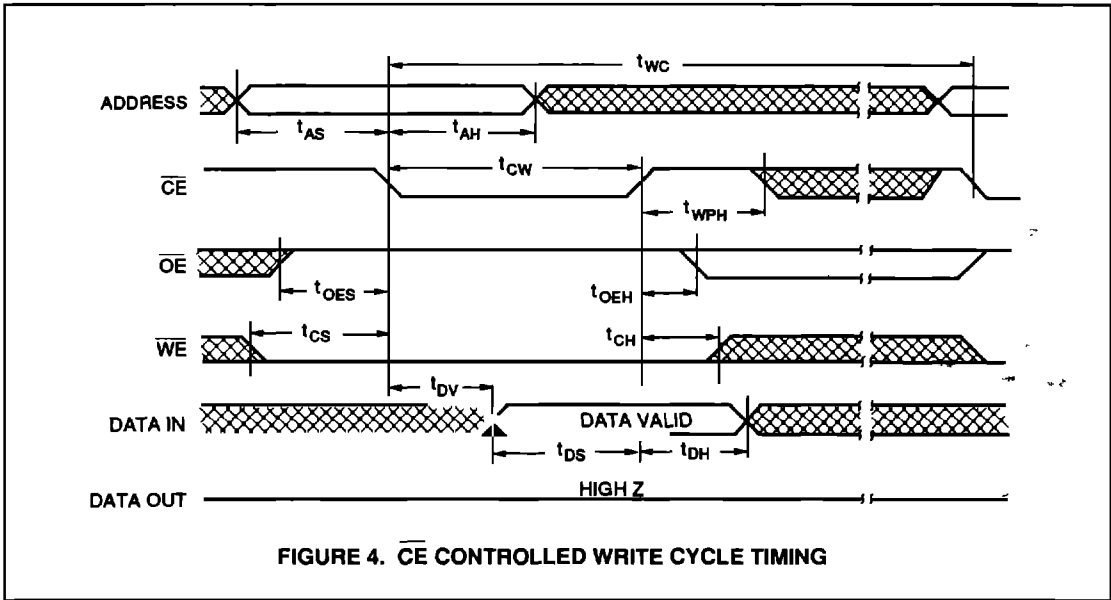 tWC
ADDRESS
tAS
tAH
CE
tCW
tWPH
OE
tOES
tOEH
WE
tCS
tCH
tDV
DATA IN
DATA VALID
tDS
tDH
DATA OUT
HIGH Z
FIGURE 4. CE CONTROLLED WRITE CYCLE TIMING